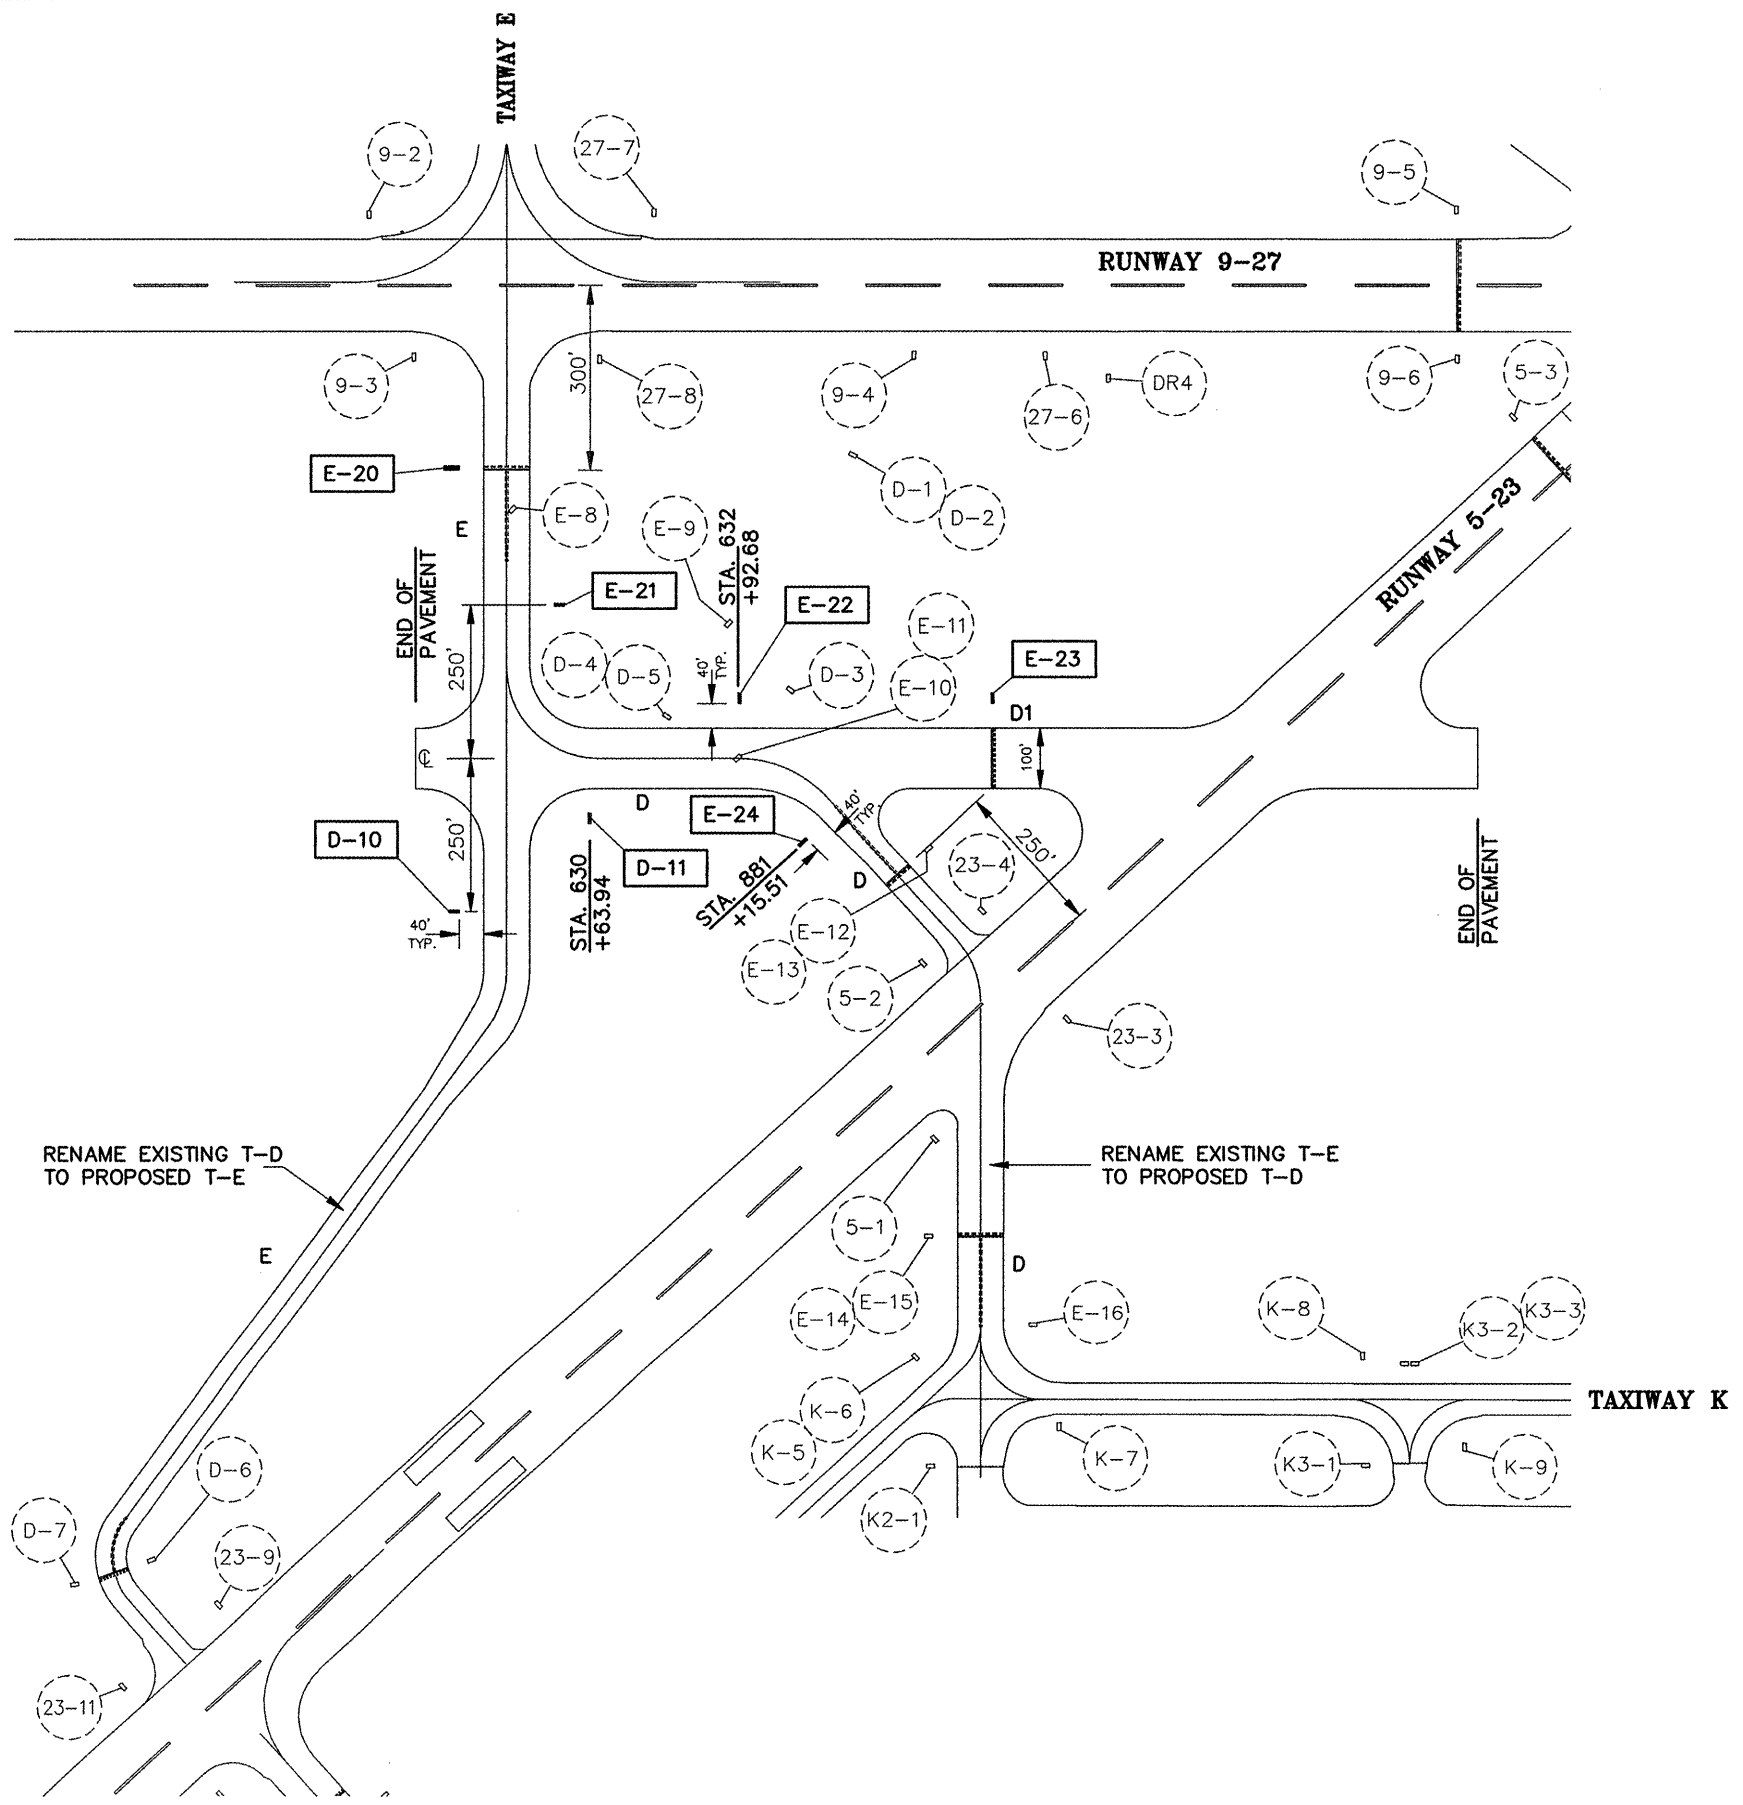 TAXIWAY E
9-2
27-7
9-5
RUNWAY 9-27
300'
9-3
27-8
9-4
27-6
DR4
9-6
5-3
E-20
E-8
E-9
D-1
D-2
RUNWAY 5-23
E
END OF
PAVEMENT
E-21
STA. 632
+92.68
E-22
E-11
250'
D-4
D-5
40'
TYP.
D-3
E-10
E-23
D1
℄
100'
D
E-24
40'
TYP.
D-10
250'
D-11
STA. 630
+63.94
STA. 881
+15.51
D
23-4
250'
END OF
PAVEMENT
40'
TYP.
E-12
E-13
5-2
23-3
RENAME EXISTING T-D
TO PROPOSED T-E
RENAME EXISTING T-E
TO PROPOSED T-D
5-1
E
D
E-14
E-15
E-16
K-8
K3-2
K3-3
TAXIWAY K
K-6
K-5
K-7
K3-1
K-9
K2-1
D-6
D-7
23-9
23-11